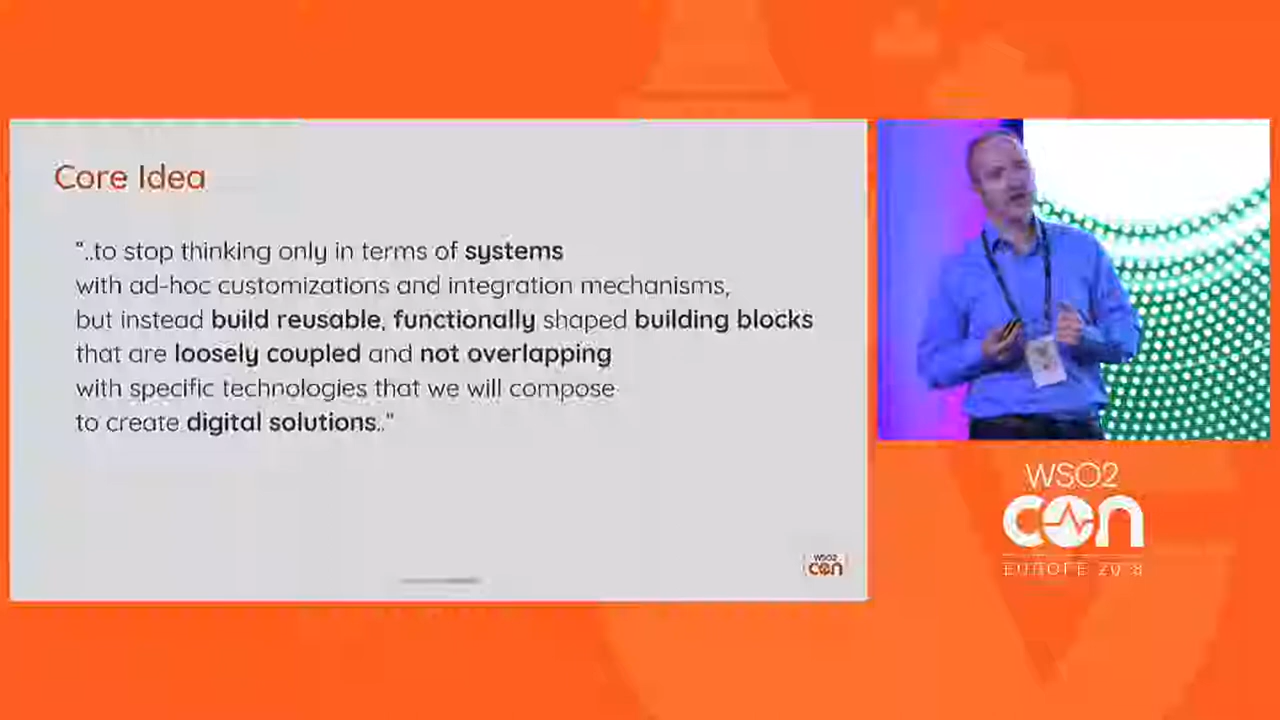 Core Idea
“..to stop thinking only in terms of systems
with ad-hoc customizations and integration mechanisms,
but instead build reusable, functionally shaped building blocks
that are loosely coupled and not overlapping
with specific technologies that we will compose
to create digital solutions..”
WSO2
con
WSO2
con
EUROPE 2018